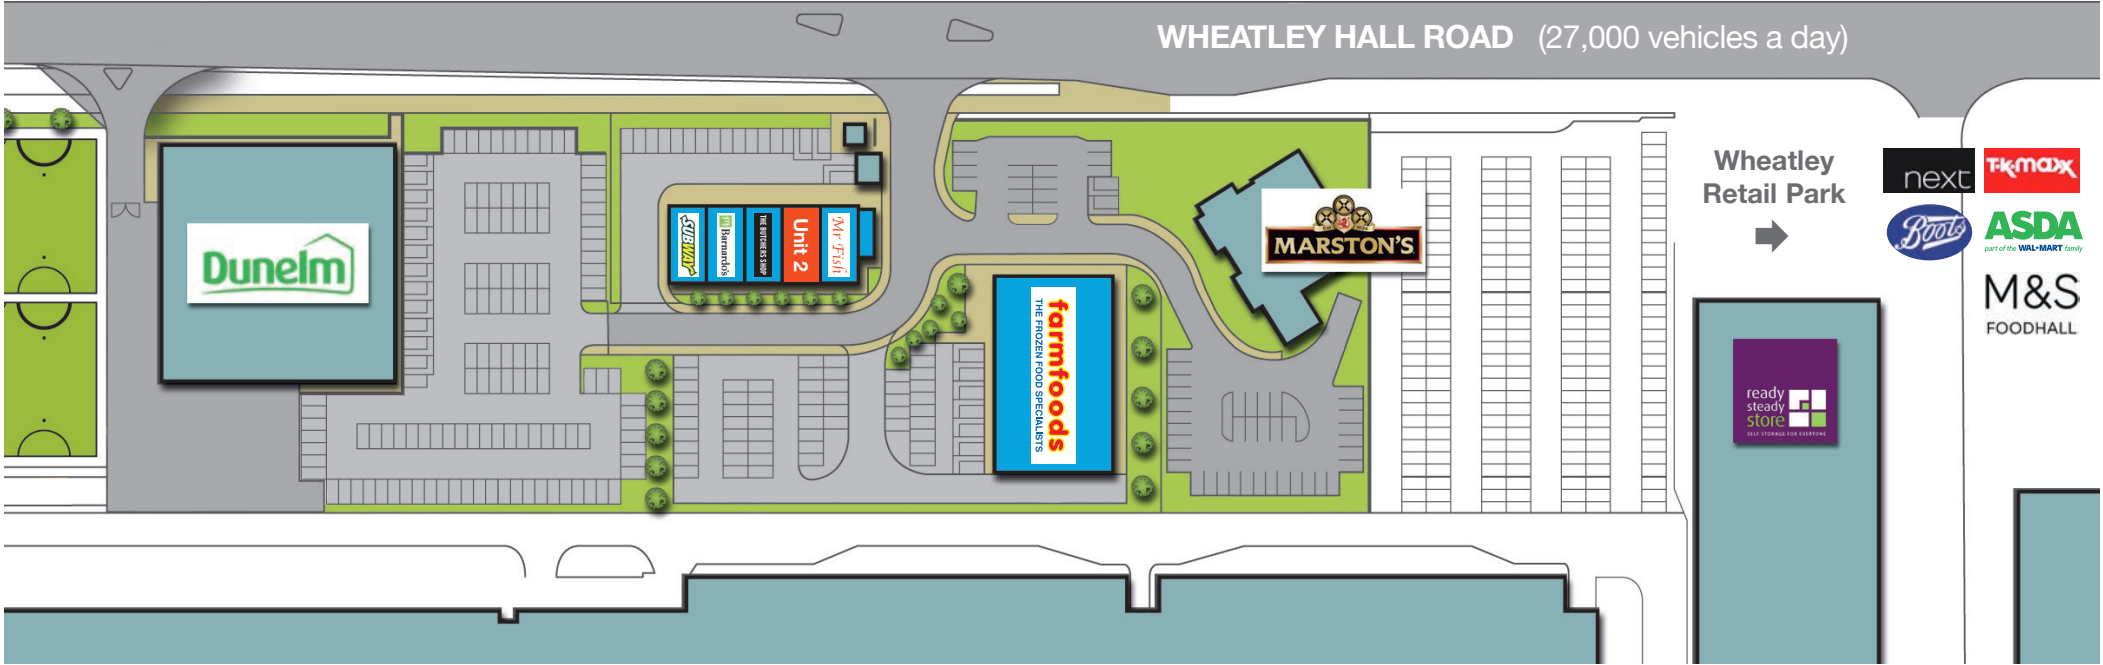 WHEATLEY HALL ROAD (27,000 vehicles a day)
Wheatley
Retail Park
next
T·K·maxx
Boots
ASDA
part of the WAL•MART family
M&S
FOODHALL
Dunelm
SUBWAY
Barnardo's
THE BUTCHERS SHOP
Unit 2
Mr Fish
farmfoods
THE FROZEN FOOD SPECIALISTS
MARSTON'S
ready
steady
store
SELF STORAGE FOR EVERYONE